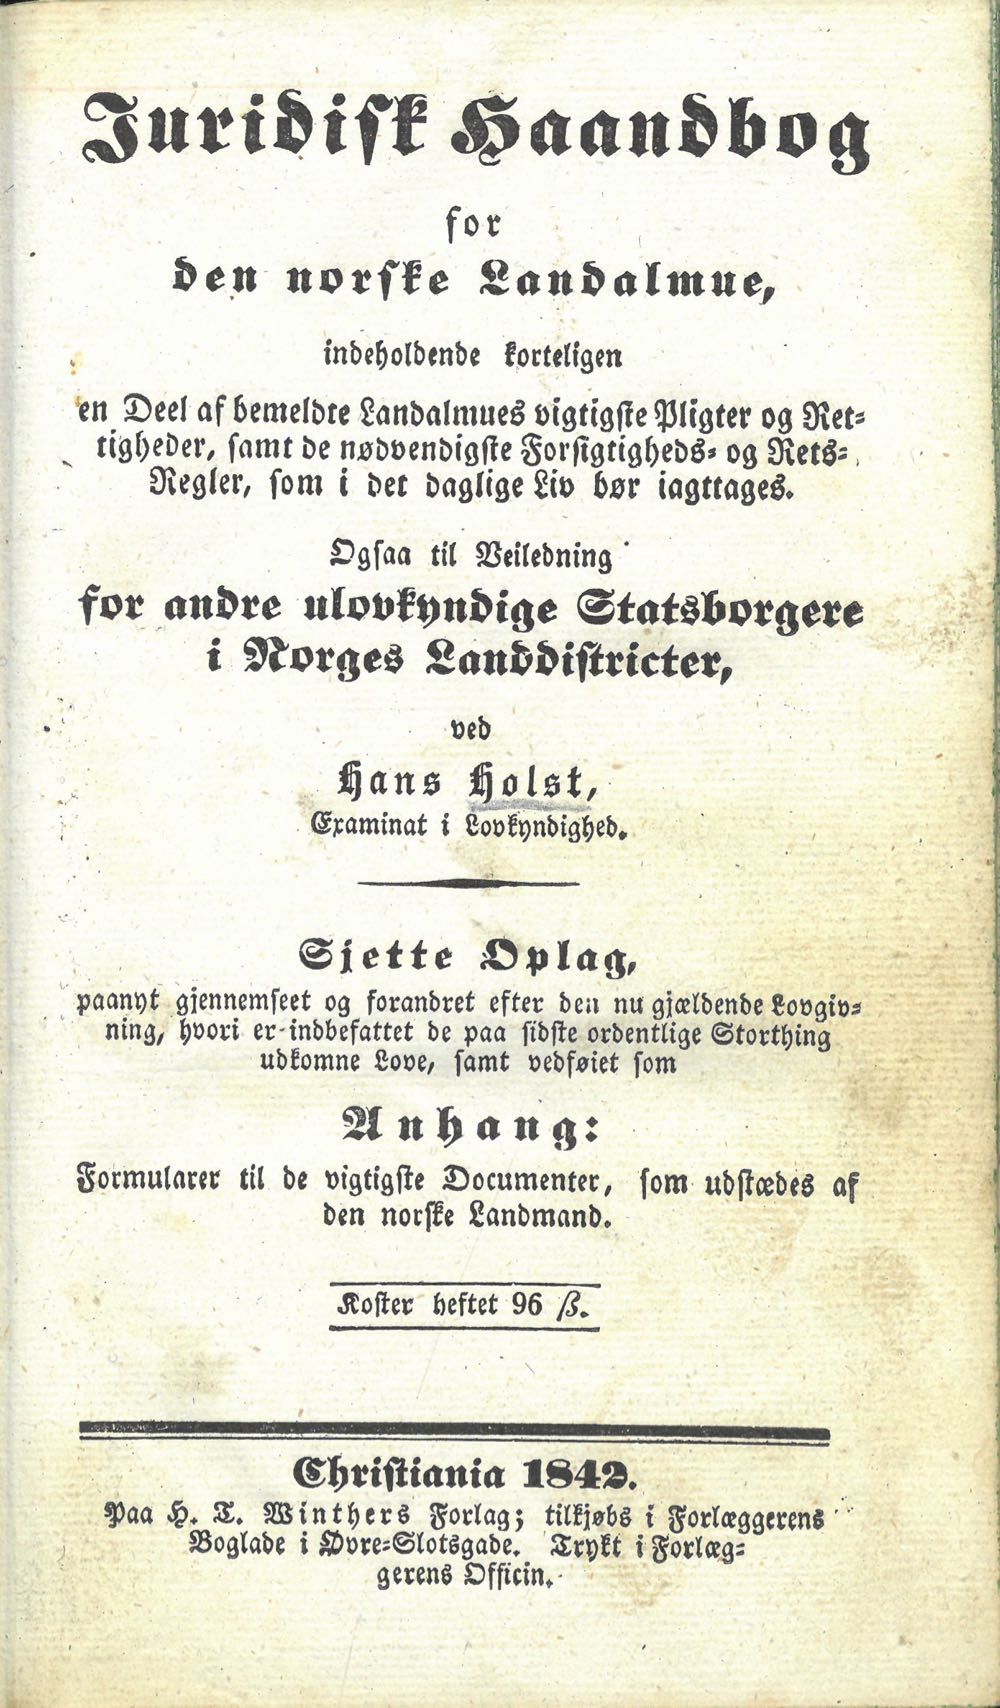 Juridisk Haandbog
for
den norske Landalmue,
indeholdende korteligen
en Deel af bemeldte Landalmues vigtigste Pligter og Ret-
tigheder, samt de nødvendigste Forsigtigheds- og Rets-
Regler, som i det daglige Liv bør iagttages.
Ogsaa til Veiledning
for andre ulovkyndige Statsborgere
i Norges Landdistricter,
ved
Hans Holst,
Examinat i Lovkyndighed.
Sjette Oplag,
paanyt gjennemseet og forandret efter den nu gjældende Lovgiv-
ning, hvori er indbefattet de paa sidste ordentlige Storthing
udkomne Love, samt vedføiet som
Anhang:
Formularer til de vigtigste Documenter, som udstædes af
den norske Landmand.
Koster heftet 96 ß.
Christiania 1842.
Paa H. T. Winthers Forlag; tilkjøbs i Forlæggerens
Boglade i Øvre-Slotsgade. Trykt i Forlæg-
gerens Officin.